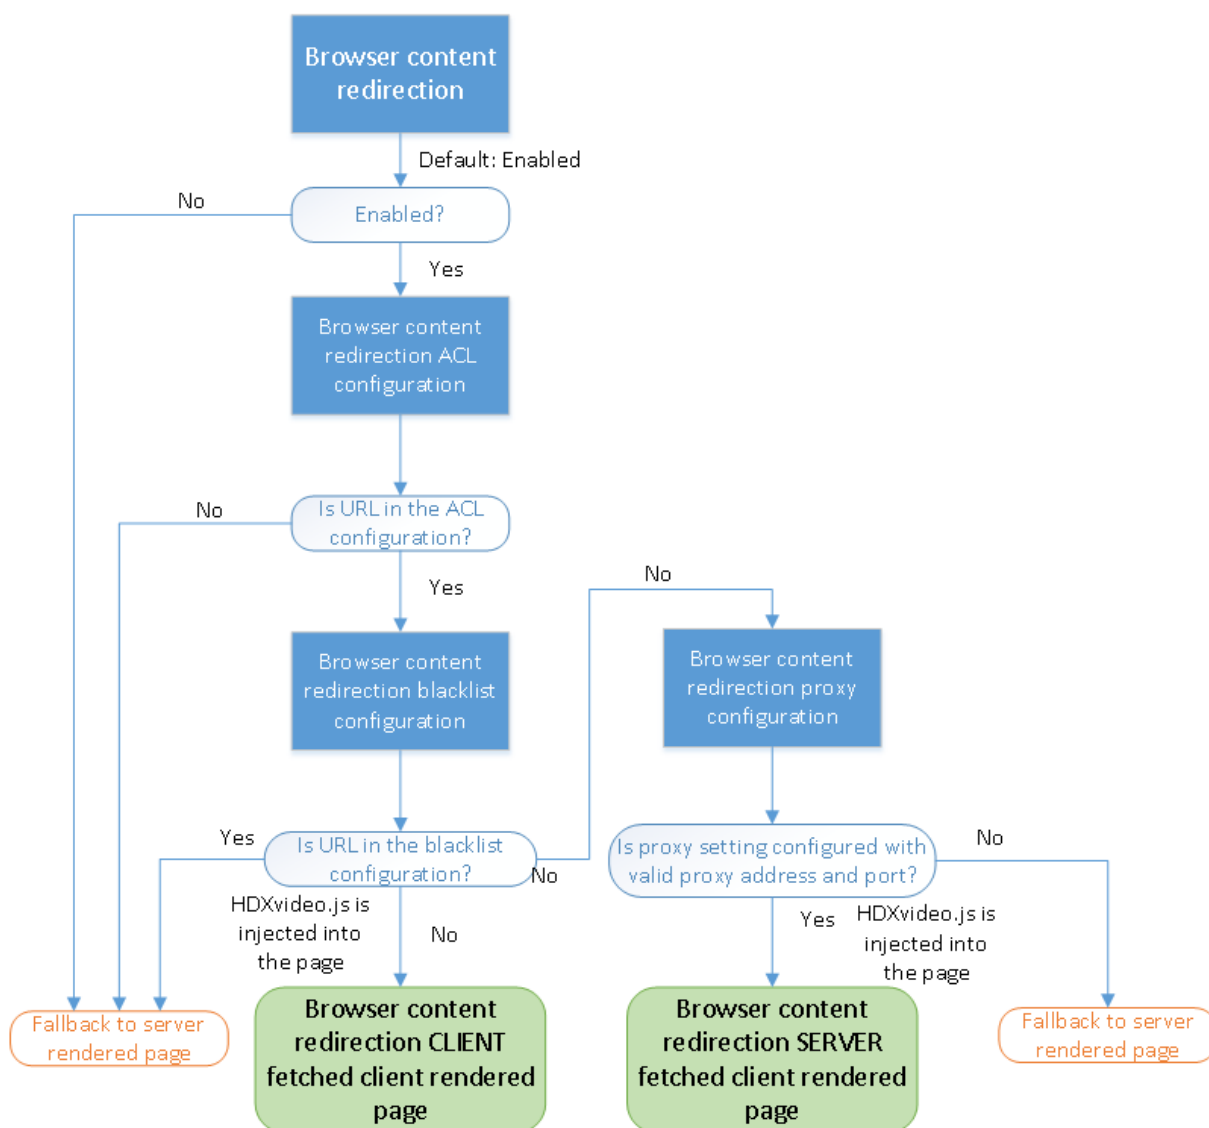 Browser content
redirection
Default: Enabled
No
Enabled?
Yes
Browser content
redirection ACL
configuration
No
Is URL in the ACL
configuration?
Yes
No
Browser content
redirection blacklist
configuration
Browser content
redirection proxy
configuration
Yes
Is URL in the blacklist
configuration?
No
Is proxy setting configured with
valid proxy address and port?
No
HDXvideo.js is
injected into
the page
No
Yes
HDXvideo.js is
injected into
the page
Fallback to server
rendered page
Browser content
redirection CLIENT
fetched client rendered
page
Browser content
redirection SERVER
fetched client rendered
page
Fallback to server
rendered page